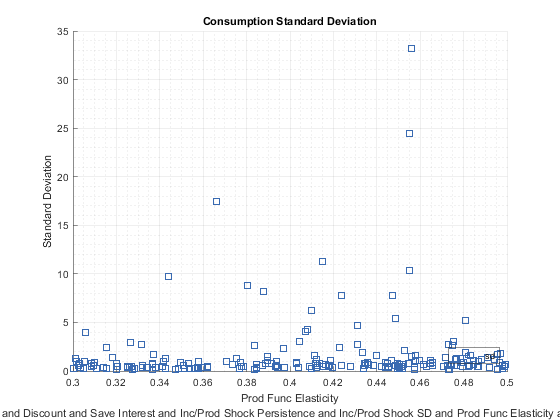 Consumption Standard Deviation
35
30
25
20
15
10
5
0
Standard Deviation
0.3 0.32 0.34 0.36 0.38 0.4 0.42 0.44 0.46 0.48 0.5
Prod Func Elasticity
and Discount and Save Interest and Inc/Prod Shock Persistence and Inc/Prod Shock SD and Prod Func Elasticity